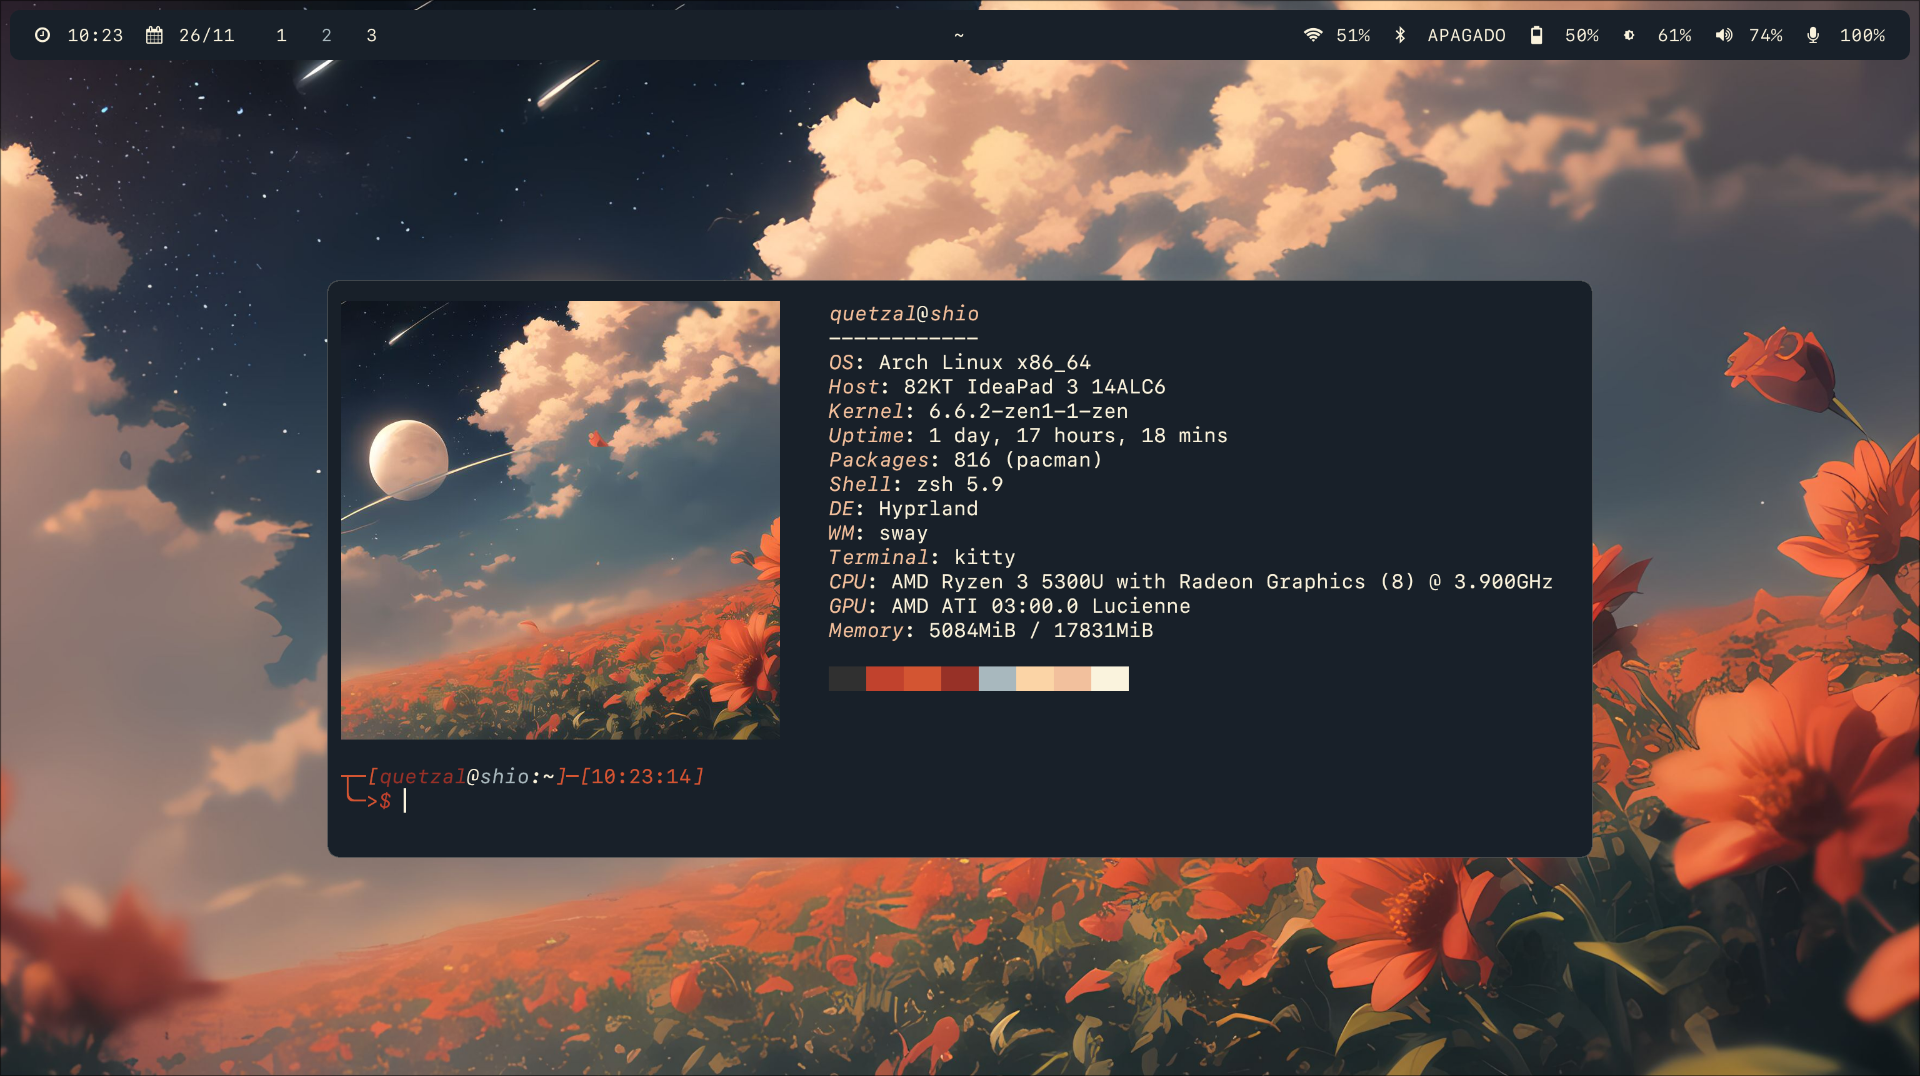 10:23 26/11 1 2 3 ~ 51% APAGADO 50% 61% 74% 100%
quetzal@shio
------------
OS: Arch Linux x86_64
Host: 82KT IdeaPad 3 14ALC6
Kernel: 6.6.2-zen1-1-zen
Uptime: 1 day, 17 hours, 18 mins
Packages: 816 (pacman)
Shell: zsh 5.9
DE: Hyprland
WM: sway
Terminal: kitty
CPU: AMD Ryzen 3 5300U with Radeon Graphics (8) @ 3.900GHz
GPU: AMD ATI 03:00.0 Lucienne
Memory: 5084MiB / 17831MiB
┬─[quetzal@shio:~]─[10:23:14]
╰─>$